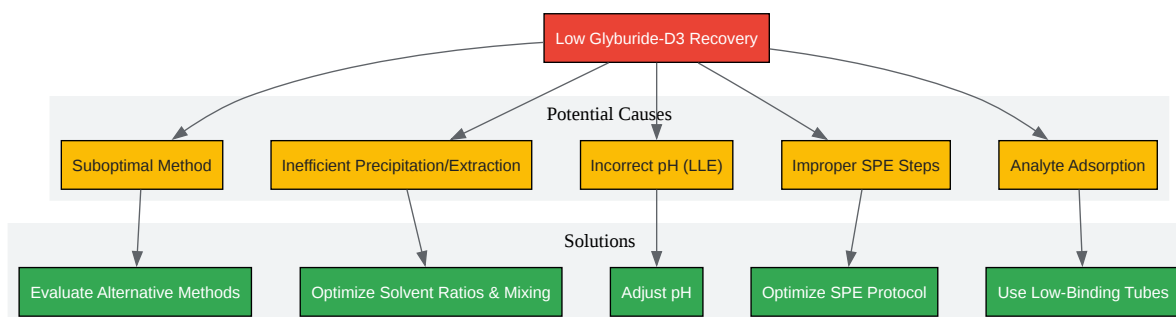 Low Glyburide-D3 Recovery
Potential Causes
Suboptimal Method
Inefficient Precipitation/Extraction
Incorrect pH (LLE)
Improper SPE Steps
Analyte Adsorption
Solutions
Evaluate Alternative Methods
Optimize Solvent Ratios & Mixing
Adjust pH
Optimize SPE Protocol
Use Low-Binding Tubes